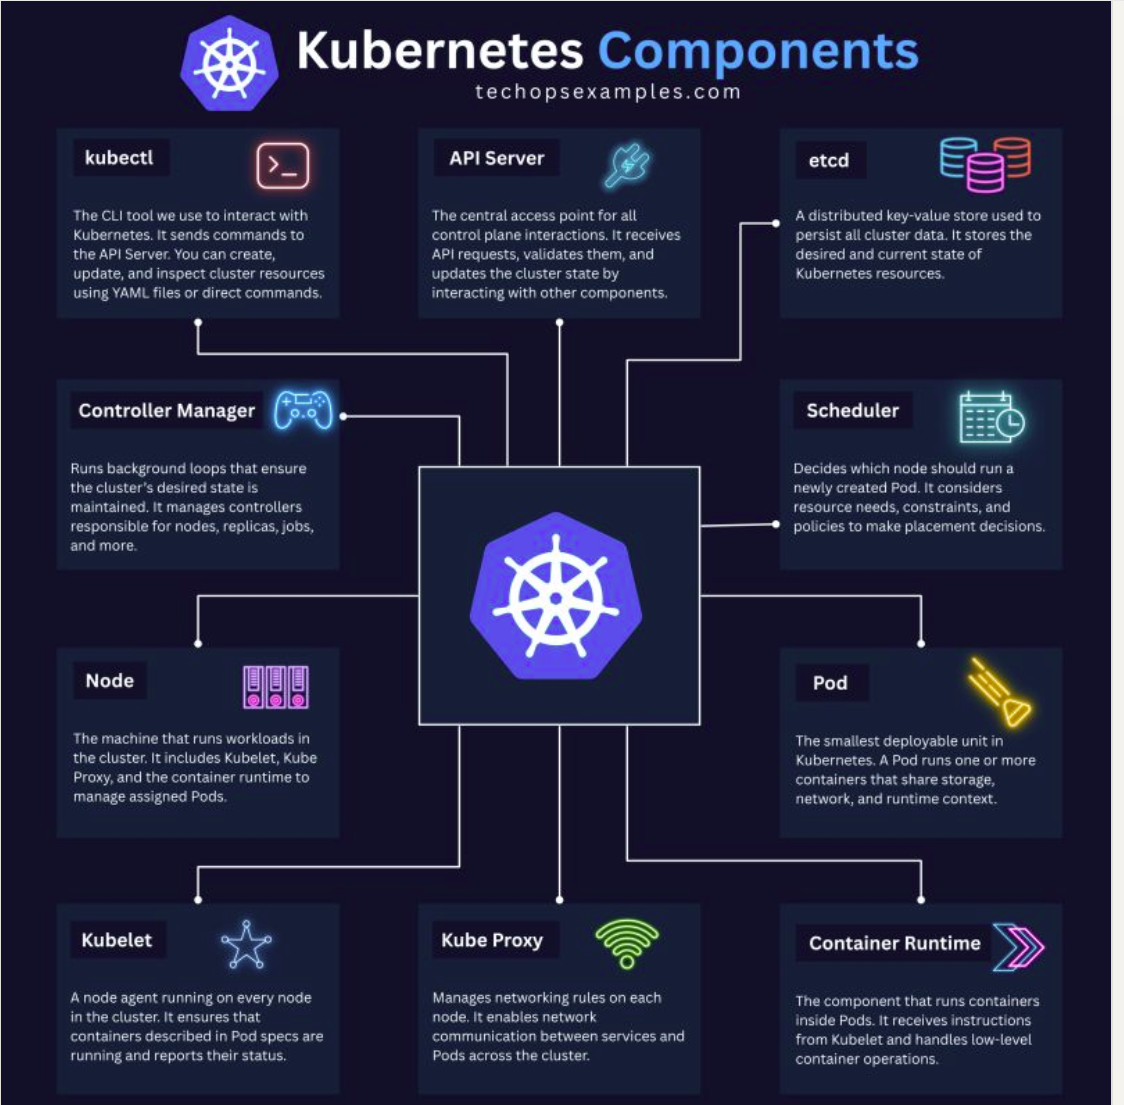 Kubernetes Components
techopsexamples.com
kubectl
The CLI tool we use to interact with
Kubernetes. It sends commands to
the API Server. You can create,
update, and inspect cluster resources
using YAML files or direct commands.
API Server
The central access point for all
control plane interactions. It receives
API requests, validates them, and
updates the cluster state by
interacting with other components.
etcd
A distributed key-value store used to
persist all cluster data. It stores the
desired and current state of
Kubernetes resources.
Controller Manager
Runs background loops that ensure
the cluster's desired state is
maintained. It manages controllers
responsible for nodes, replicas, jobs,
and more.
Scheduler
Decides which node should run a
newly created Pod. It considers
resource needs, constraints, and
policies to make placement decisions.
Node
The machine that runs workloads in
the cluster. It includes Kubelet, Kube
Proxy, and the container runtime to
manage assigned Pods.
Pod
The smallest deployable unit in
Kubernetes. A Pod runs one or more
containers that share storage,
network, and runtime context.
Kubelet
A node agent running on every node
in the cluster. It ensures that
containers described in Pod specs are
running and reports their status.
Kube Proxy
Manages networking rules on each
node. It enables network
communication between services and
Pods across the cluster.
Container Runtime
The component that runs containers
inside Pods. It receives instructions
from Kubelet and handles low-level
container operations.